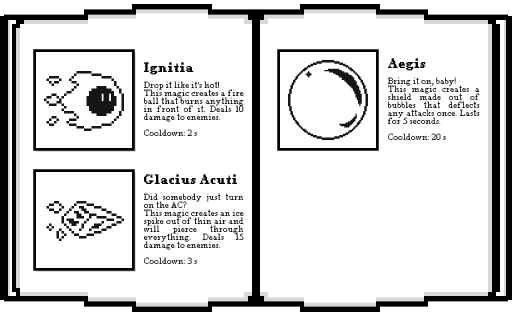 Ignitia
Drop it like it's hot!
This magic creates a fire
ball that burns anything
in front of it. Deals 10
damage to enemies.
Cooldown: 2 s
Glacius Acuti
Did somebody just turn
on the AC?
This magic creates an ice
spike out of thin air and
will pierce through
everything. Deals 15
damage to enemies.
Cooldown: 3 s
Aegis
Bring it on, baby!
This magic creates a
shield made out of
bubbles that deflects
any attacks once. Lasts
for 5 seconds.
Cooldown: 20 s